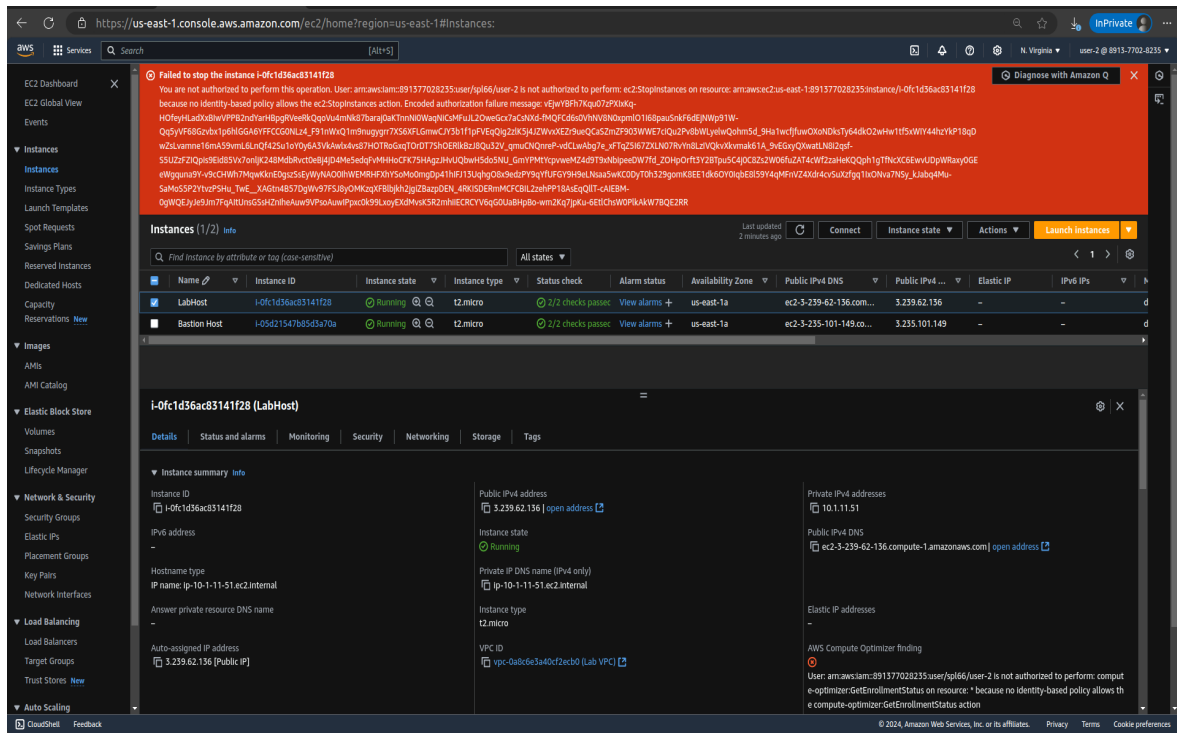 https://us-east-1.console.aws.amazon.com/ec2/home?region=us-east-1#Instances:
InPrivate
aws Services Search [Alt+S] N. Virginia user-2 @ 8913-7702-8235
EC2 Dashboard
EC2 Global View
Events
Instances
Instances
Instance Types
Launch Templates
Spot Requests
Savings Plans
Reserved Instances
Dedicated Hosts
Capacity
Reservations New
Images
AMIs
AMI Catalog
Elastic Block Store
Volumes
Snapshots
Lifecycle Manager
Network & Security
Security Groups
Elastic IPs
Placement Groups
Key Pairs
Network Interfaces
Load Balancing
Load Balancers
Target Groups
Trust Stores New
Auto Scaling
Failed to stop the instance i-0fc1d36ac83141f28
Diagnose with Amazon Q
You are not authorized to perform this operation. User: arn:aws:iam::891377028235:user/spl66/user-2 is not authorized to perform: ec2:StopInstances on resource: arn:aws:ec2:us-east-1:891377028235:instance/i-0fc1d36ac83141f28
because no identity-based policy allows the ec2:StopInstances action. Encoded authorization failure message:
Instances (1/2) Info
Last updated
2 minutes ago
Connect
Instance state
Actions
Launch instances
Find Instance by attribute or tag (case-sensitive)
All states
1
Name Instance ID Instance state Instance type Status check Alarm status Availability Zone Public IPv4 DNS Public IPv4 ... Elastic IP IPv6 IPs
LabHost i-0fc1d36ac83141f28 Running t2.micro 2/2 checks passec View alarms + us-east-1a ec2-3-239-62-136.com... 3.239.62.136 – –
Bastion Host i-05d21547b85d3a70a Running t2.micro 2/2 checks passec View alarms + us-east-1a ec2-3-235-101-149.co... 3.235.101.149 – –
i-0fc1d36ac83141f28 (LabHost)
Details Status and alarms Monitoring Security Networking Storage Tags
Instance summary Info
Instance ID
i-0fc1d36ac83141f28
Public IPv4 address
3.239.62.136 | open address
Private IPv4 addresses
10.1.11.51
IPv6 address
–
Instance state
Running
Public IPv4 DNS
ec2-3-239-62-136.compute-1.amazonaws.com | open address
Hostname type
IP name: ip-10-1-11-51.ec2.internal
Private IP DNS name (IPv4 only)
ip-10-1-11-51.ec2.internal
Answer private resource DNS name
–
Instance type
t2.micro
Elastic IP addresses
–
Auto-assigned IP address
3.239.62.136 [Public IP]
VPC ID
vpc-0a8c6e3a40cf2ecb0 (Lab VPC)
AWS Compute Optimizer finding
User: arn:aws:iam::891377028235:user/spl66/user-2 is not authorized to perform: comput
e-optimizer:GetEnrollmentStatus on resource: * because no identity-based policy allows th
e compute-optimizer:GetEnrollmentStatus action
CloudShell Feedback
© 2024, Amazon Web Services, Inc. or its affiliates. Privacy Terms Cookie preferences